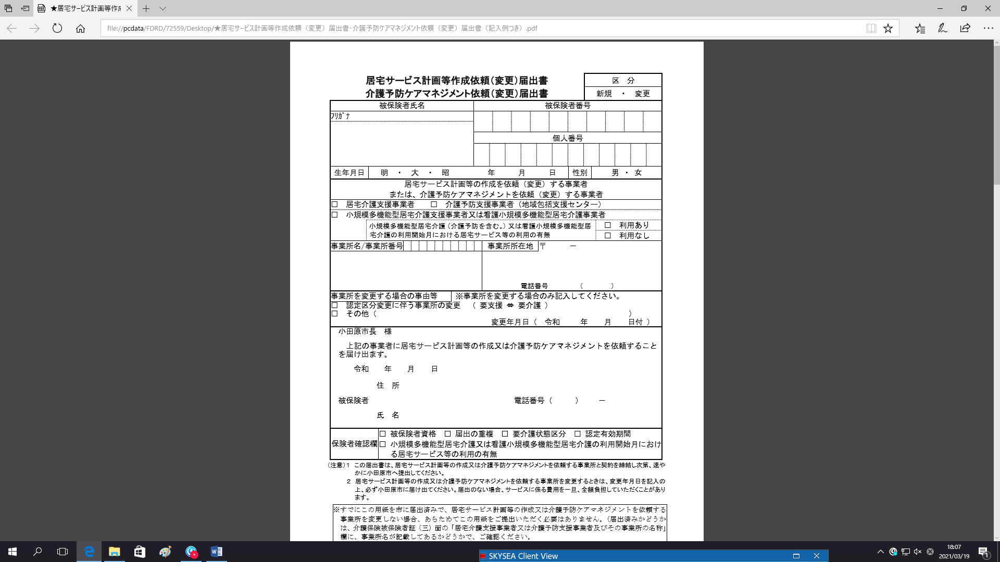 ★居宅サービス計画等作成
file://pcdata/FDRD/72559/Desktop/★居宅サービス計画等作成依頼（変更）届出書・介護予防ケアマネジメント依頼（変更）届出書（記入例つき）.pdf
居宅サービス計画等作成依頼（変更）届出書
介護予防ケアマネジメント依頼（変更）届出書
区　分
新規　・　変更
被保険者氏名
被保険者番号
ﾌﾘｶﾞﾅ
個人番号
生年月日　明　・　大　・　昭　年　月　日　性別　男　・　女
居宅サービス計画等の作成を依頼（変更）する事業者
または、介護予防ケアマネジメントを依頼（変更）する事業者
□　居宅介護支援事業者　□　介護予防支援事業者（地域包括支援センター）
□　小規模多機能型居宅介護支援事業者又は看護小規模多機能型居宅介護事業者
小規模多機能型居宅介護（介護予防を含む。）又は看護小規模多機能型居
宅介護の利用開始月における居宅サービス等の利用の有無
□　利用あり
□　利用なし
事業所名/事業所番号
事業所所在地　〒　－
電話番号　（　）
事業所を変更する場合の事由等　※事業所を変更する場合のみ記入してください。
□　認定区分変更に伴う事業所の変更　（ 要支援 ⇔ 要介護 ）
□　その他（　）
変更年月日（　令和　年　月　日付 ）
小田原市長　様
上記の事業者に居宅サービス計画等の作成又は介護予防ケアマネジメントを依頼すること
を届け出ます。
令和　年　月　日
住　所
被保険者　電話番号（　）　－
氏　名
保険者確認欄
□ 被保険者資格　□ 届出の重複　□ 要介護状態区分　□ 認定有効期間
□ 小規模多機能型居宅介護又は看護小規模多機能型居宅介護の利用開始月におけ
る居宅サービス等の利用の有無
（注意）１　この届出書は、居宅サービス計画等の作成又は介護予防ケアマネジメントを依頼する事業所と契約を締結し次第、速や
かに小田原市へ提出してください。
２　居宅サービス計画等の作成又は介護予防ケアマネジメントを依頼する事業所を変更するときは、変更年月日を記入の
上、必ず小田原市に届け出てください。届出のない場合、サービスに係る費用を一旦、全額負担していただくことがあり
ます。
※すでにこの用紙を市に届出済みで、居宅サービス計画等の作成又は介護予防ケアマネジメントを依頼する
事業所を変更しない場合、あらためてこの用紙をご提出いただく必要はありません。（届出済みかどうか
は、介護保険被保険者証（三）面の「居宅介護支援事業者又は介護予防支援事業者及びその事業所の名称」
欄に、事業所名が記載してあるかどうかで、ご確認ください。
SKYSEA Client View
18:07
2021/03/19
1